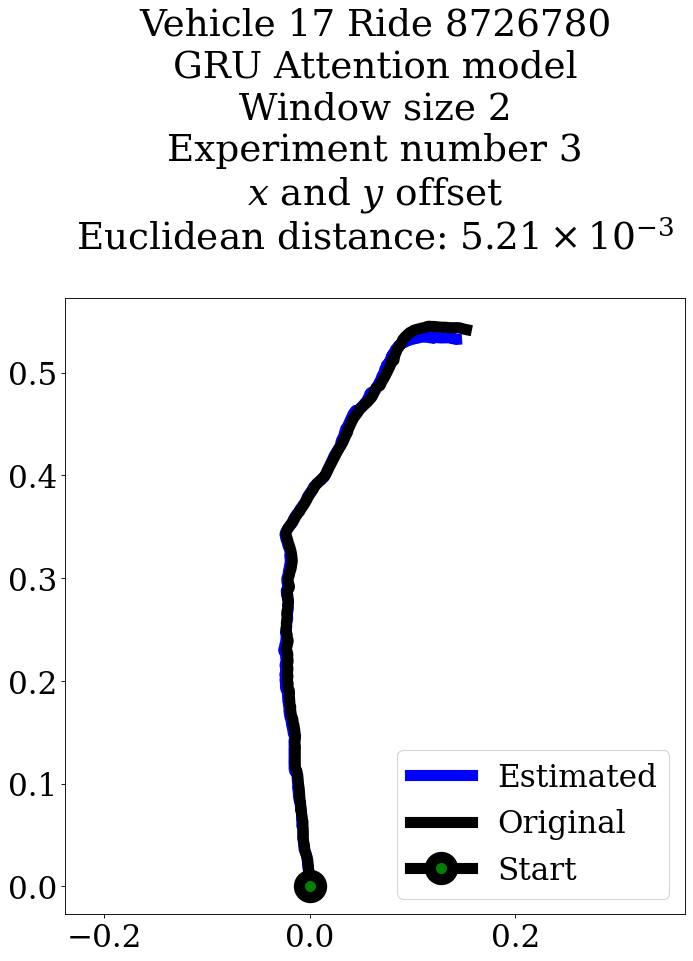 Vehicle 17 Ride 8726780
GRU Attention model
Window size 2
Experiment number 3
x and y offset
Euclidean distance: 5.21 × 10⁻³
0.5
0.4
0.3
0.2
0.1
0.0
−0.2 0.0 0.2
Estimated
Original
Start